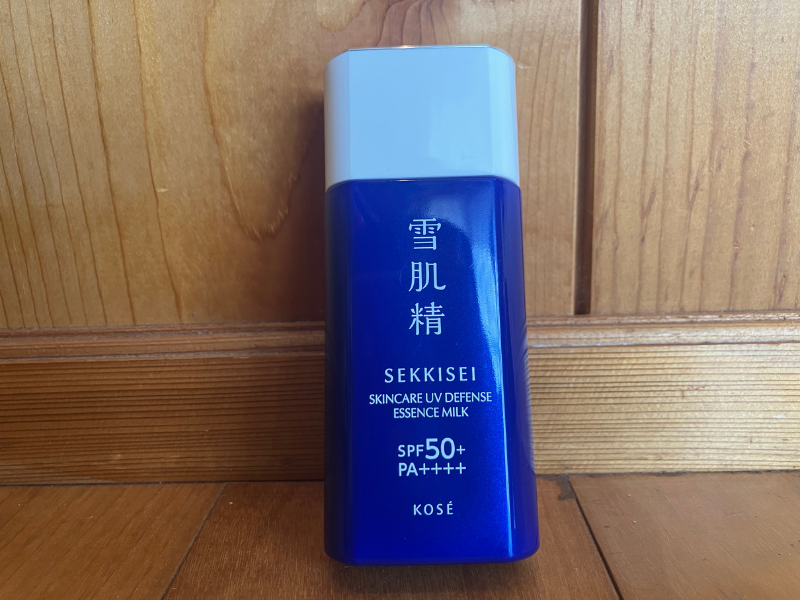 雪肌精
SEKKISEI
SKINCARE UV DEFENSE
ESSENCE MILK
SPF50+
PA++++
KOSÉ